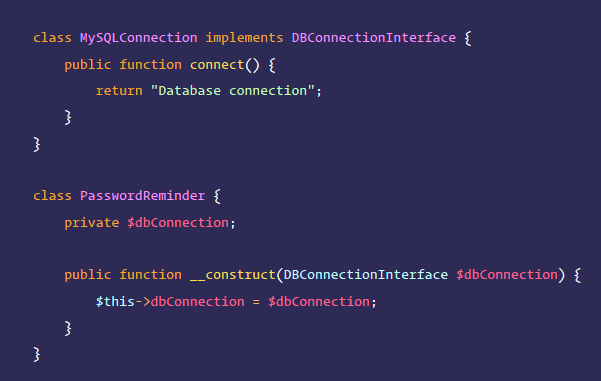 class MySQLConnection implements DBConnectionInterface {
    public function connect() {
        return "Database connection";
    }
}

class PasswordReminder {
    private $dbConnection;

    public function __construct(DBConnectionInterface $dbConnection) {
        $this->dbConnection = $dbConnection;
    }
}